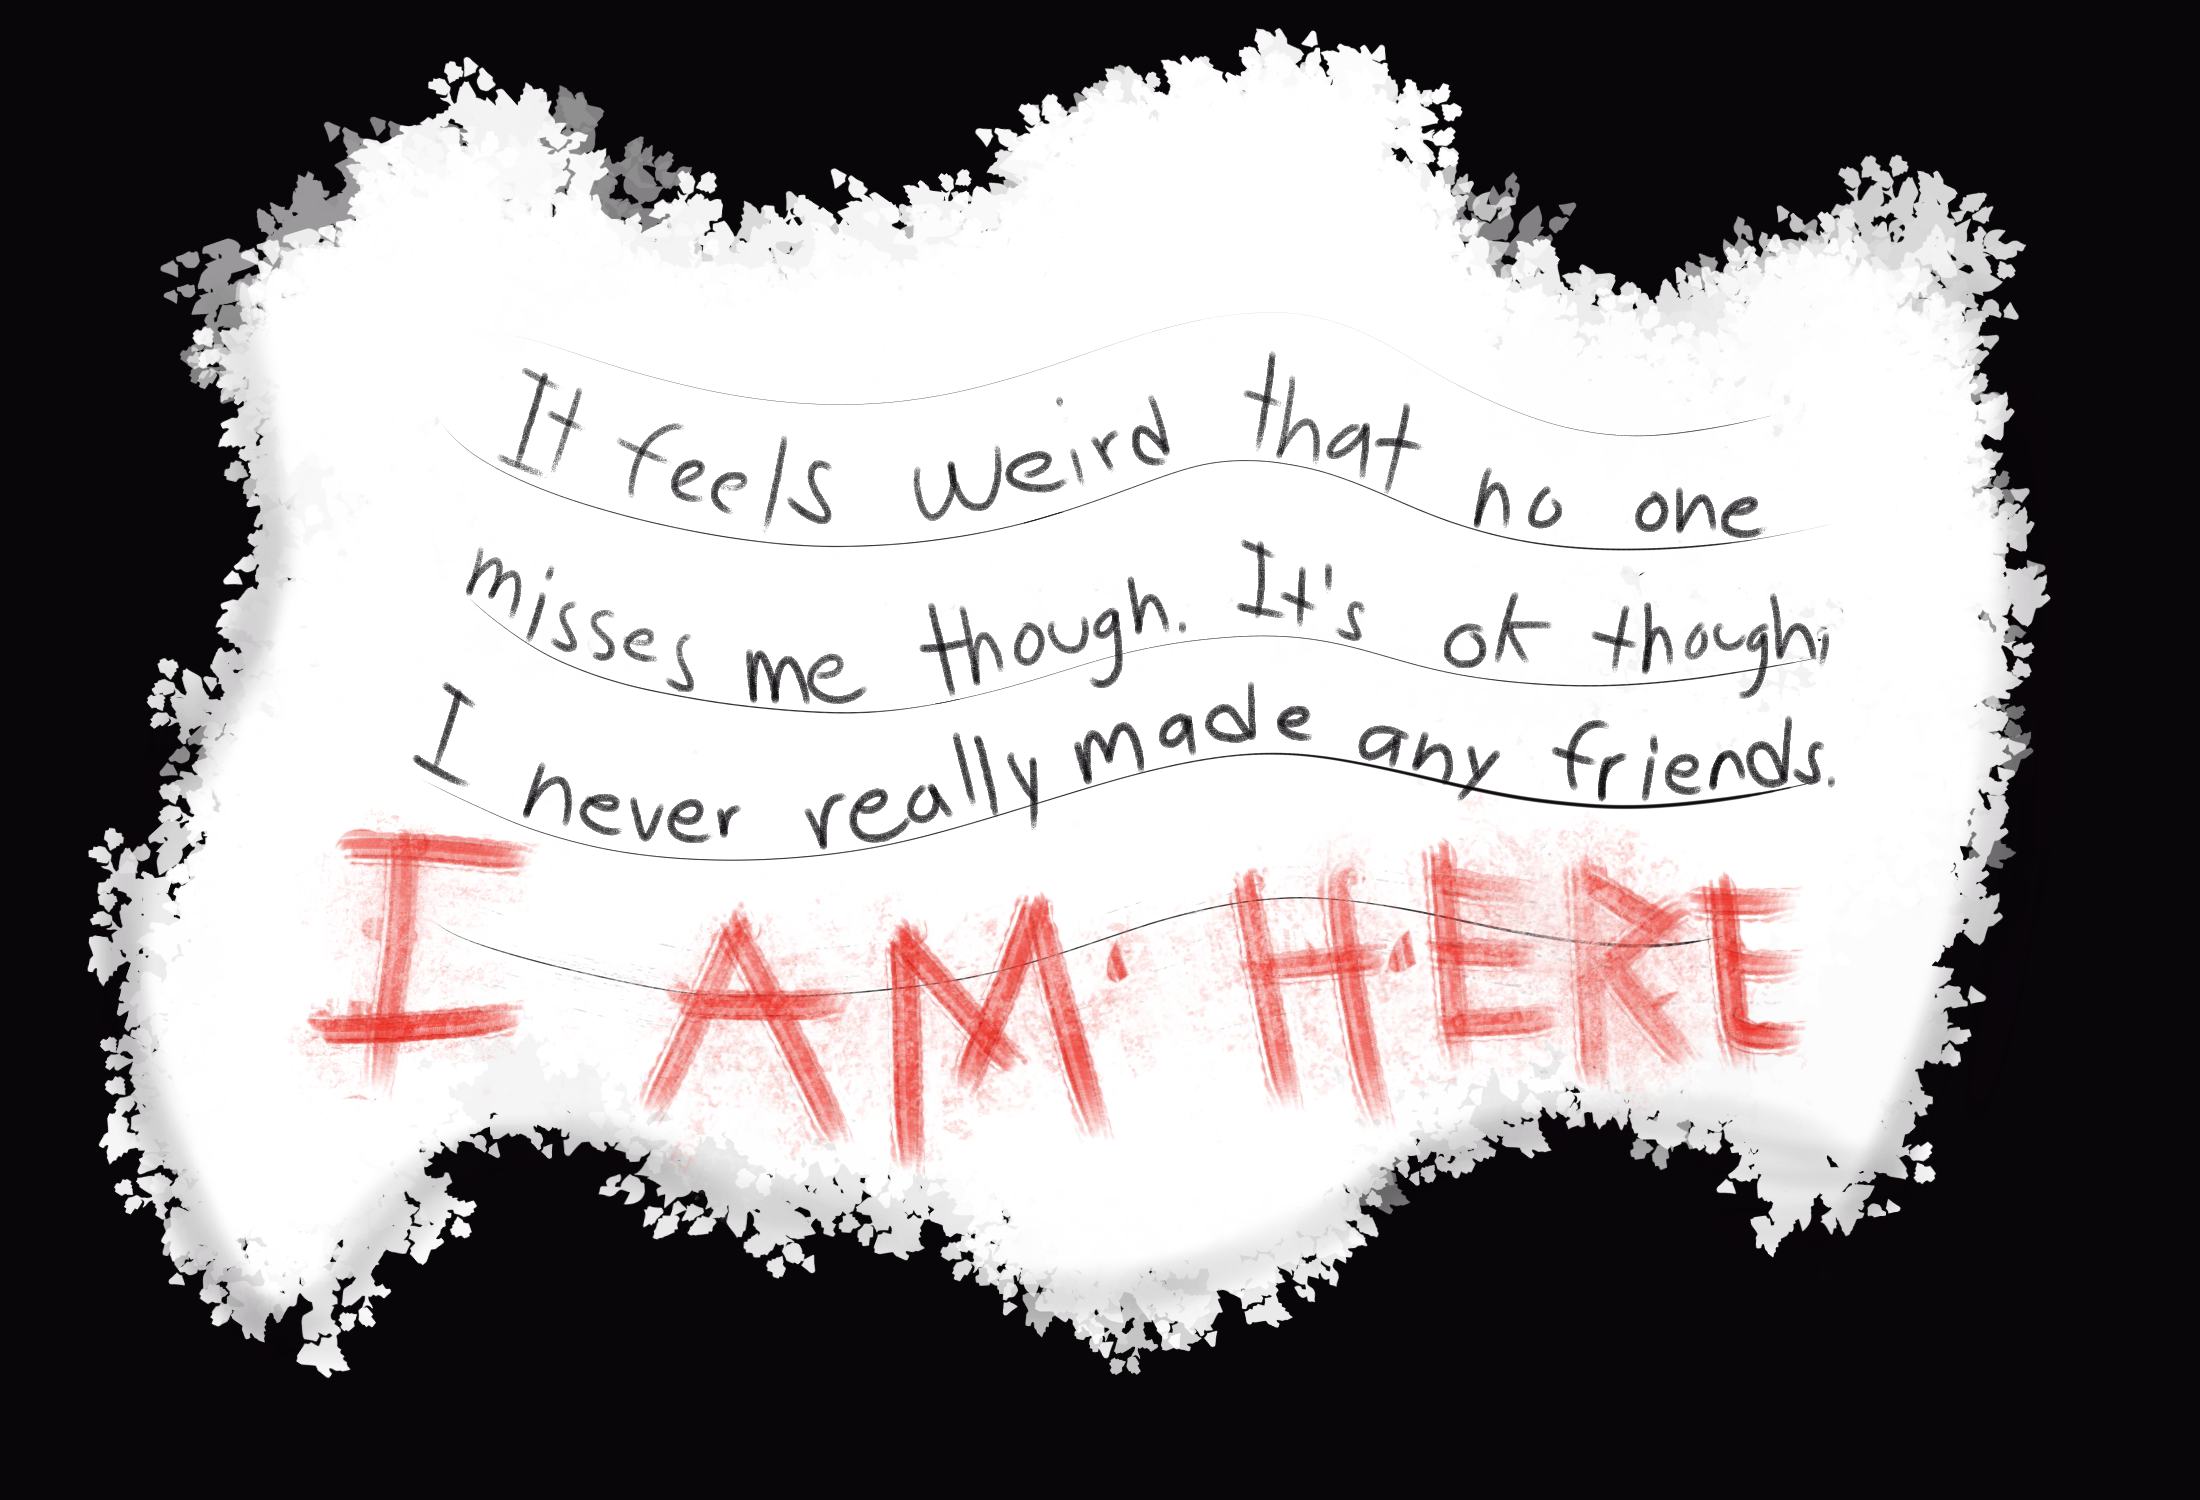 It feels weird that no one
misses me though. It's ok though;
I never really made any friends.
I AM HERE